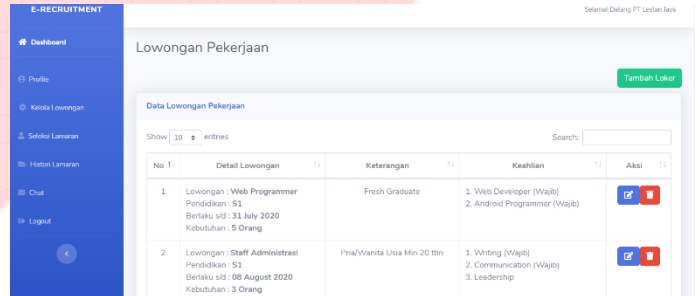 E-RECRUITMENT
Selamat Datang PT.Lestari Jaya
Dashboard
Profile
Kelola Lowongan
Seleksi Lamaran
Histori Lamaran
Chat
Logout
Lowongan Pekerjaan
Tambah Loker
Data Lowongan Pekerjaan
Show 10 entries
Search:
No Detail Lowongan Keterangan Keahlian Aksi
1 Lowongan : Web Programmer Fresh Graduate 1. Web Developer (Wajib)
Pendidikan : S1 2. Android Programmer (Wajib)
Berlaku s/d : 31 July 2020
Kebutuhan : 5 Orang
2 Lowongan : Staff Administrasi Pria/Wanita Usia Min 20 thn 1. Writing (Wajib)
Pendidikan : S1 2. Communication (Wajib)
Berlaku s/d : 08 August 2020 3. Leadership
Kebutuhan : 3 Orang